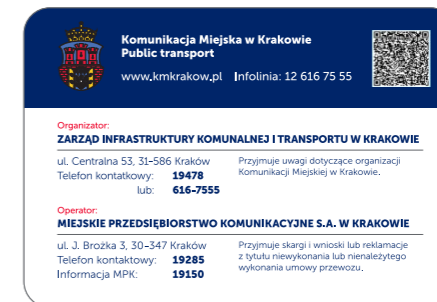 Komunikacja Miejska w Krakowie
Public transport
www.kmkrakow.pl Infolinia: 12 616 75 55
Organizator:
ZARZĄD INFRASTRUKTURY KOMUNALNEJ I TRANSPORTU W KRAKOWIE
ul. Centralna 53, 31-586 Kraków
Telefon kontakowy: 19478
lub: 616-7555
Przyjmuje uwagi dotyczące organizacji
Komunikacji Miejskiej w Krakowie.
Operator:
MIEJSKIE PRZEDSIĘBIORSTWO KOMUNIKACYJNE S.A. W KRAKOWIE
ul. J. Brożka 3, 30-347 Kraków
Telefon kontaktowy: 19285
Informacja MPK: 19150
Przyjmuje skargi i wnioski lub reklamacje
z tytułu niewykonania lub nienależytego
wykonania umowy przewozu.